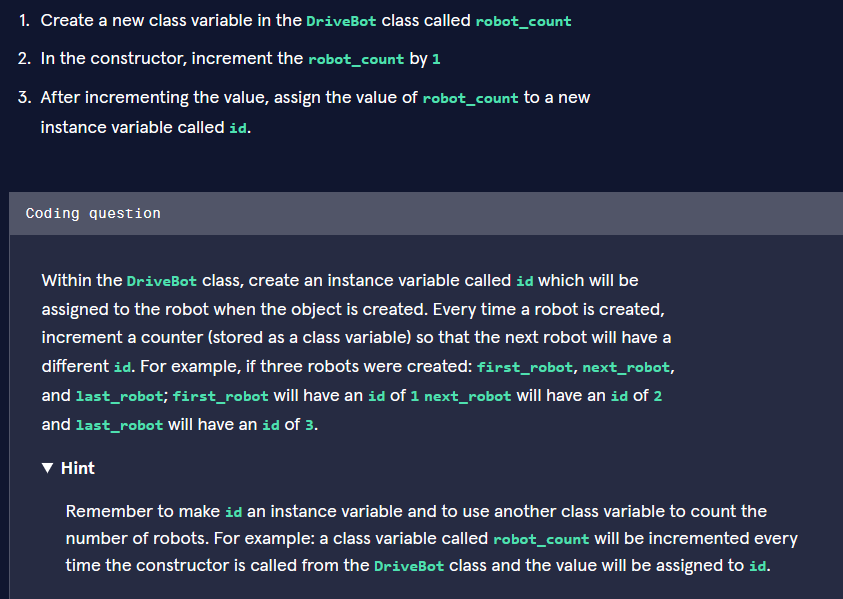 1. Create a new class variable in the DriveBot class called robot_count
2. In the constructor, increment the robot_count by 1
3. After incrementing the value, assign the value of robot_count to a new
instance variable called id.
Coding question
Within the DriveBot class, create an instance variable called id which will be
assigned to the robot when the object is created. Every time a robot is created,
increment a counter (stored as a class variable) so that the next robot will have a
different id. For example, if three robots were created: first_robot, next_robot,
and last_robot; first_robot will have an id of 1 next_robot will have an id of 2
and last_robot will have an id of 3.
▼ Hint
Remember to make id an instance variable and to use another class variable to count the
number of robots. For example: a class variable called robot_count will be incremented every
time the constructor is called from the DriveBot class and the value will be assigned to id.